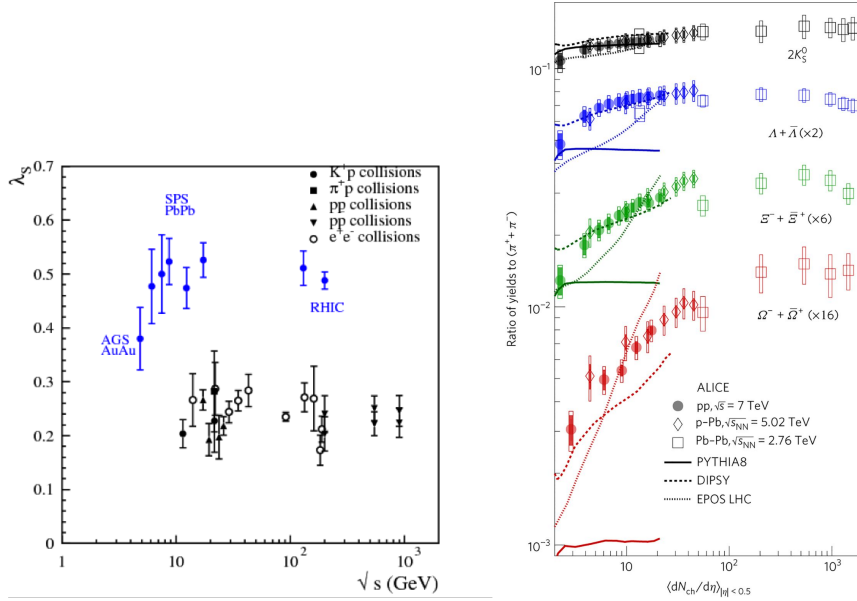 λs
0.7
0.6
0.5
0.4
0.3
0.2
0.1
0
1
10
10²
10³
√s (GeV)
SPS
PbPb
AGS
AuAu
RHIC
K⁺p collisions
π⁺p collisions
pp collisions
pp collisions
e⁺e⁻ collisions
Ratio of yields to (π⁺ + π⁻)
10⁻¹
10⁻²
10⁻³
2K⁰S
Λ + Λ̅ (×2)
Ξ⁻ + Ξ̅⁺ (×6)
Ω⁻ + Ω̅⁺ (×16)
ALICE
pp, √s = 7 TeV
p–Pb, √sNN = 5.02 TeV
Pb–Pb, √sNN = 2.76 TeV
PYTHIA8
DIPSY
EPOS LHC
10
10²
10³
⟨dNch/dη⟩|η| < 0.5